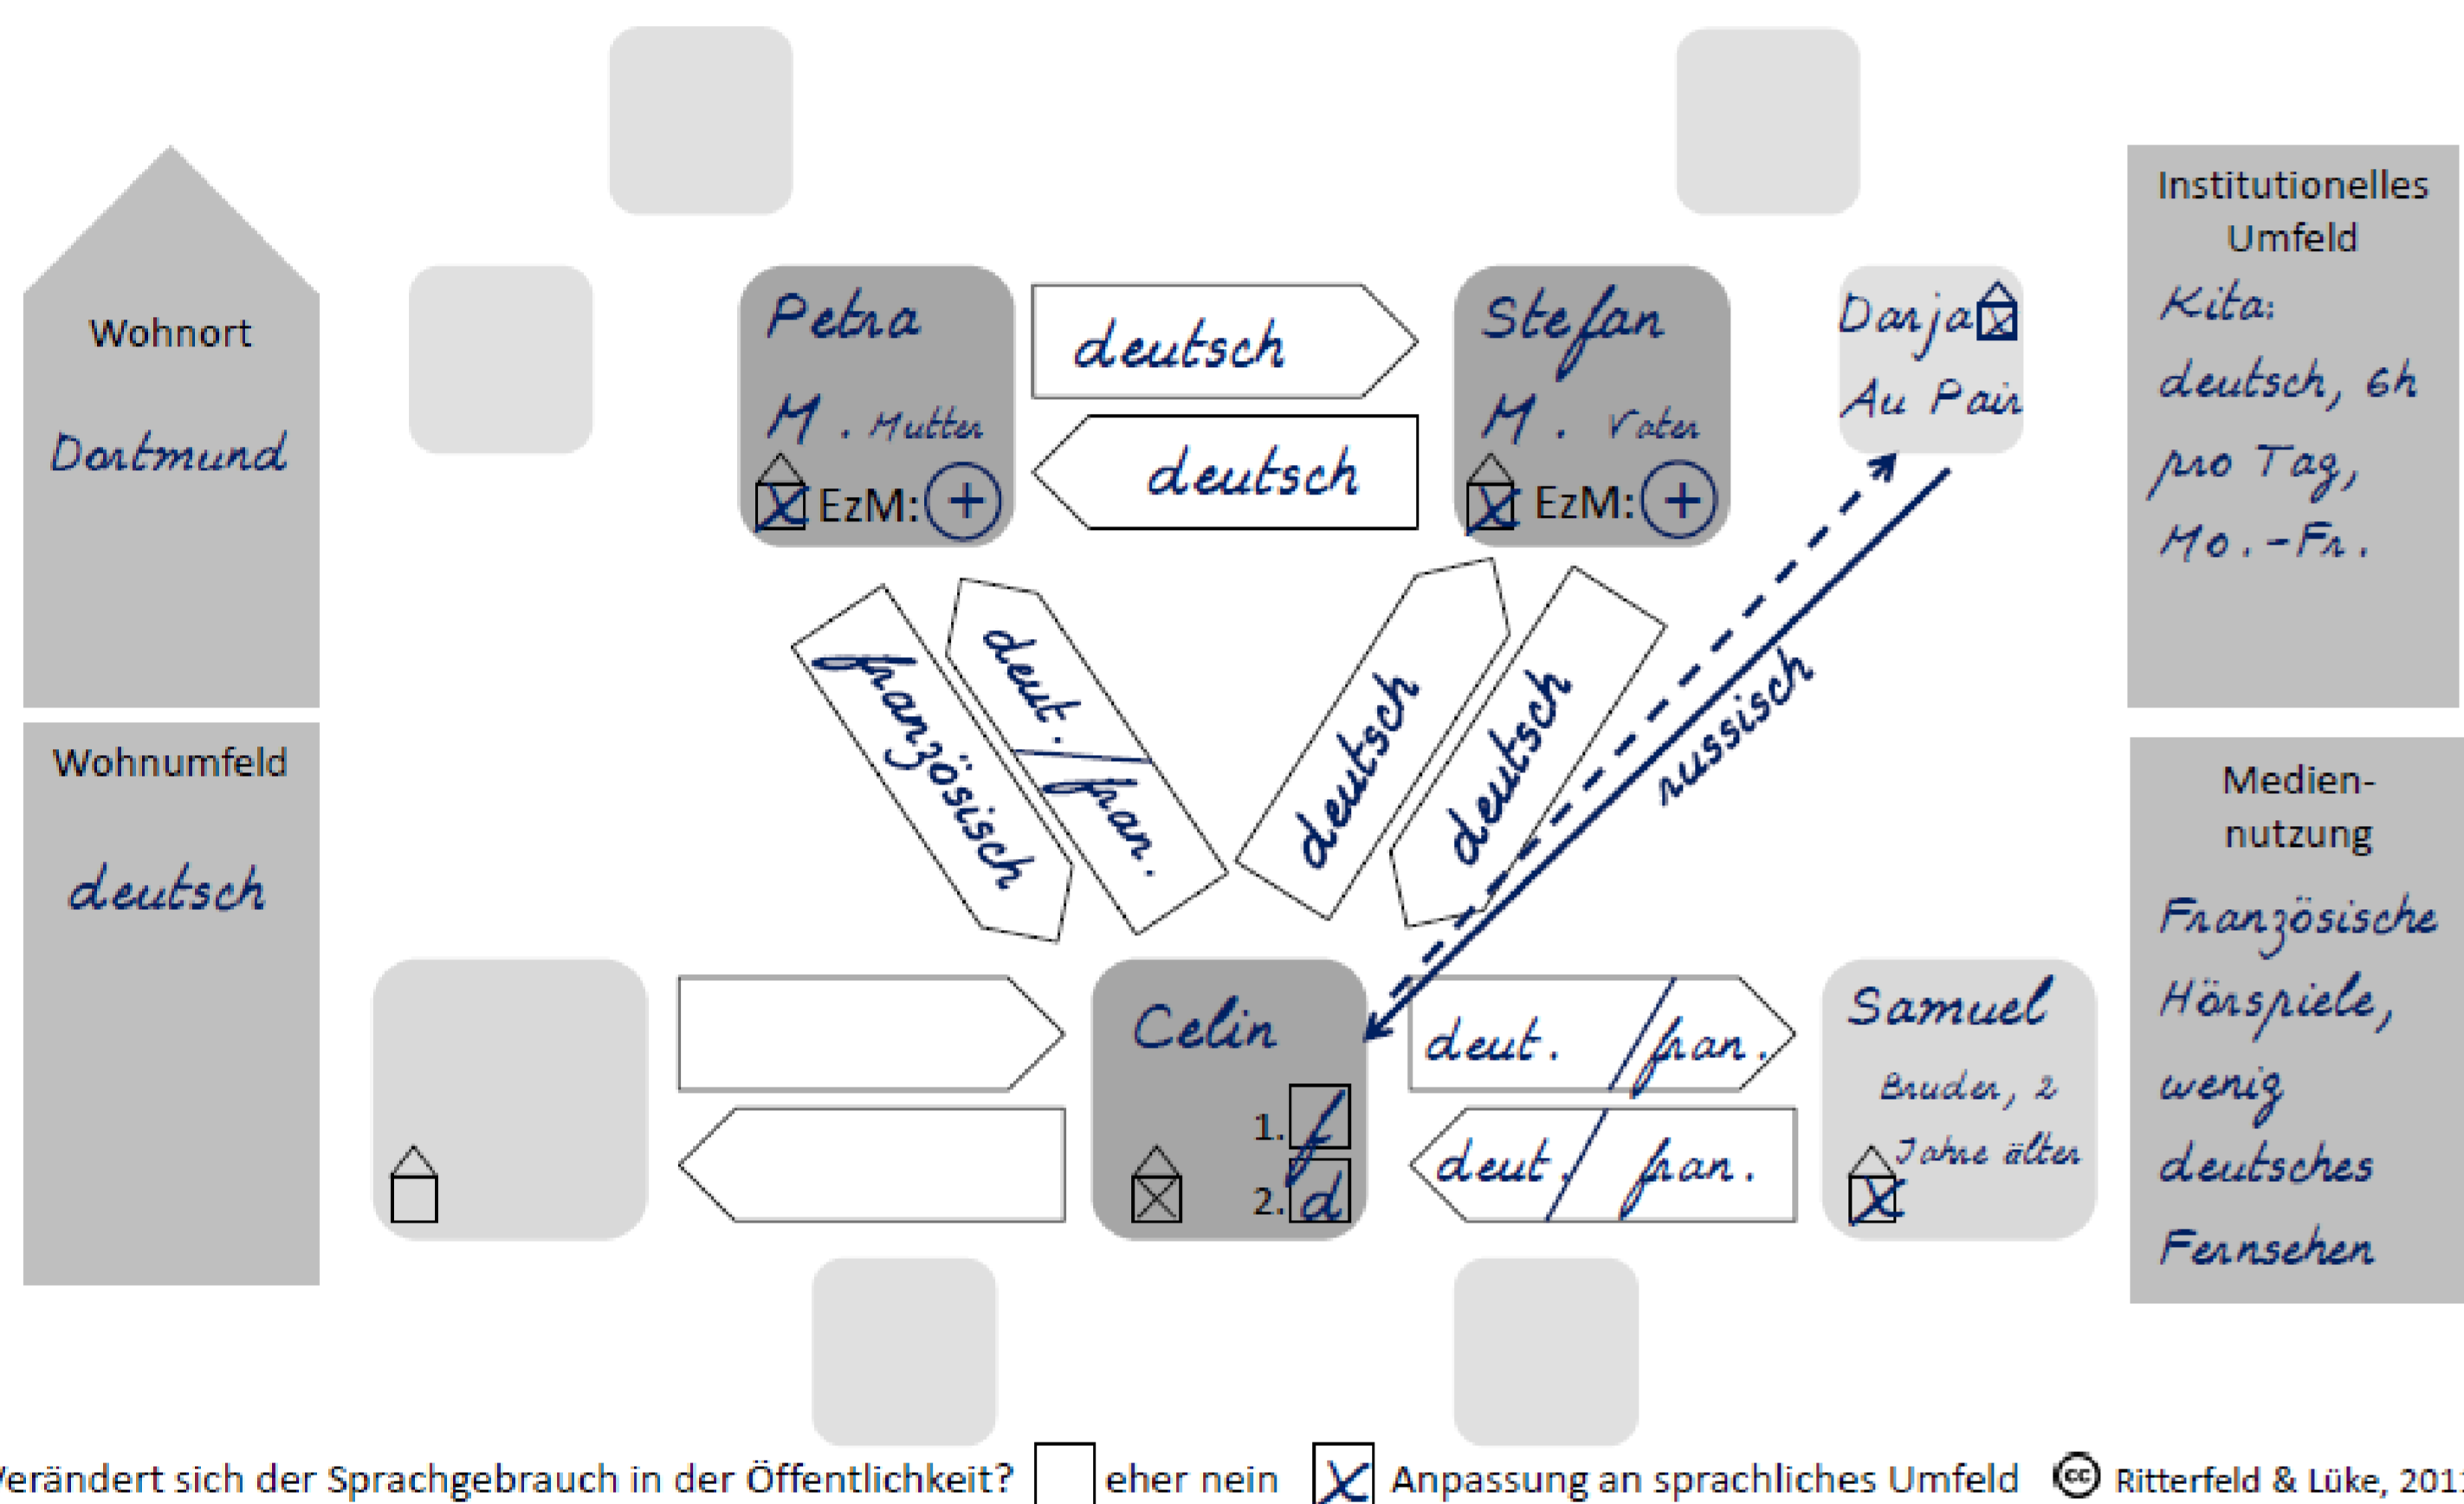 Wohnort
Dortmund
Wohnumfeld
deutsch
Petra
M. Mutter
X EzM: +
deutsch
deutsch
Stefan
M. Vater
X EzM: +
Darja X
Au Pair
Institutionelles
Umfeld
Kita:
deutsch, 6h
pro Tag,
Mo.-Fr.
französisch
deut. / fran.
deutsch
deutsch
russisch
Celin
1. f
2. d
deut. / fran.
deut. / fran.
Samuel
Bruder, 2
Jahre älter
X
Medien-
nutzung
Französische
Hörspiele,
wenig
deutsches
Fernsehen
Verändert sich der Sprachgebrauch in der Öffentlichkeit? eher nein X Anpassung an sprachliches Umfeld cc Ritterfeld & Lüke, 201